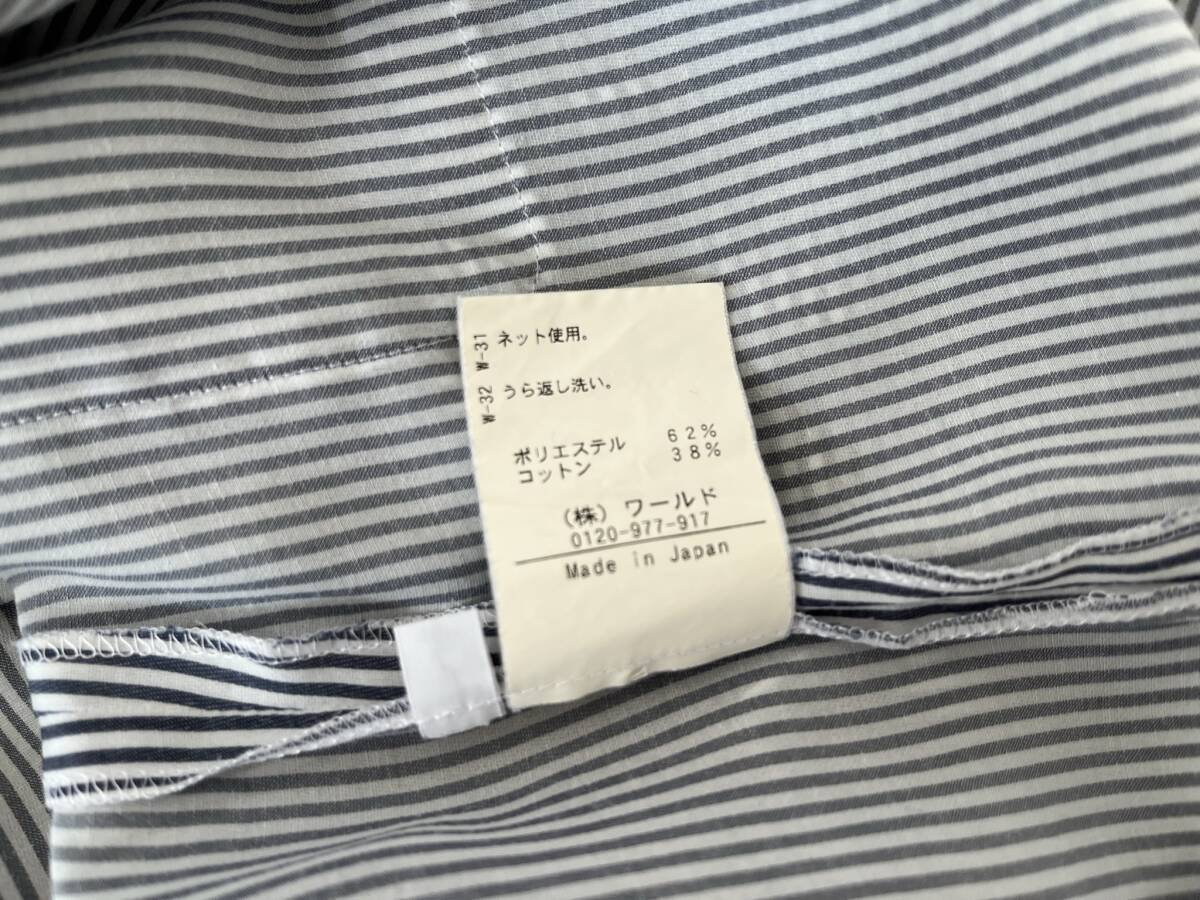 W-31 ネット使用。
W-32 うら返し洗い。
ポリエステル 62%
コットン 38%
(株) ワールド
0120-977-917
Made in Japan